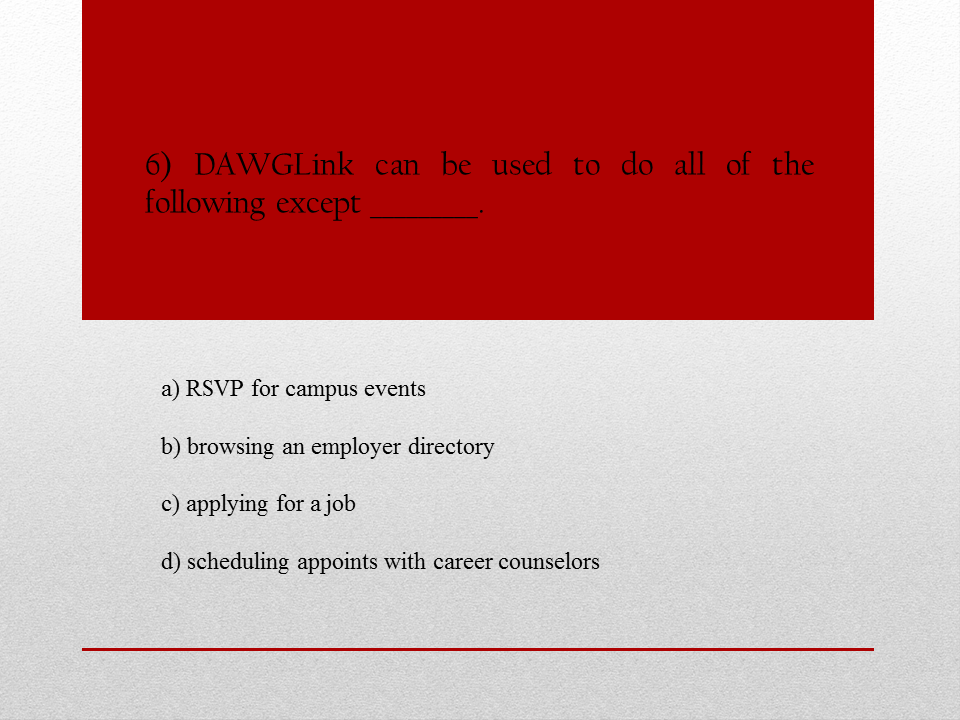 6) DAWGLink can be used to do all of the
following except _______.
a) RSVP for campus events
b) browsing an employer directory
c) applying for a job
d) scheduling appoints with career counselors